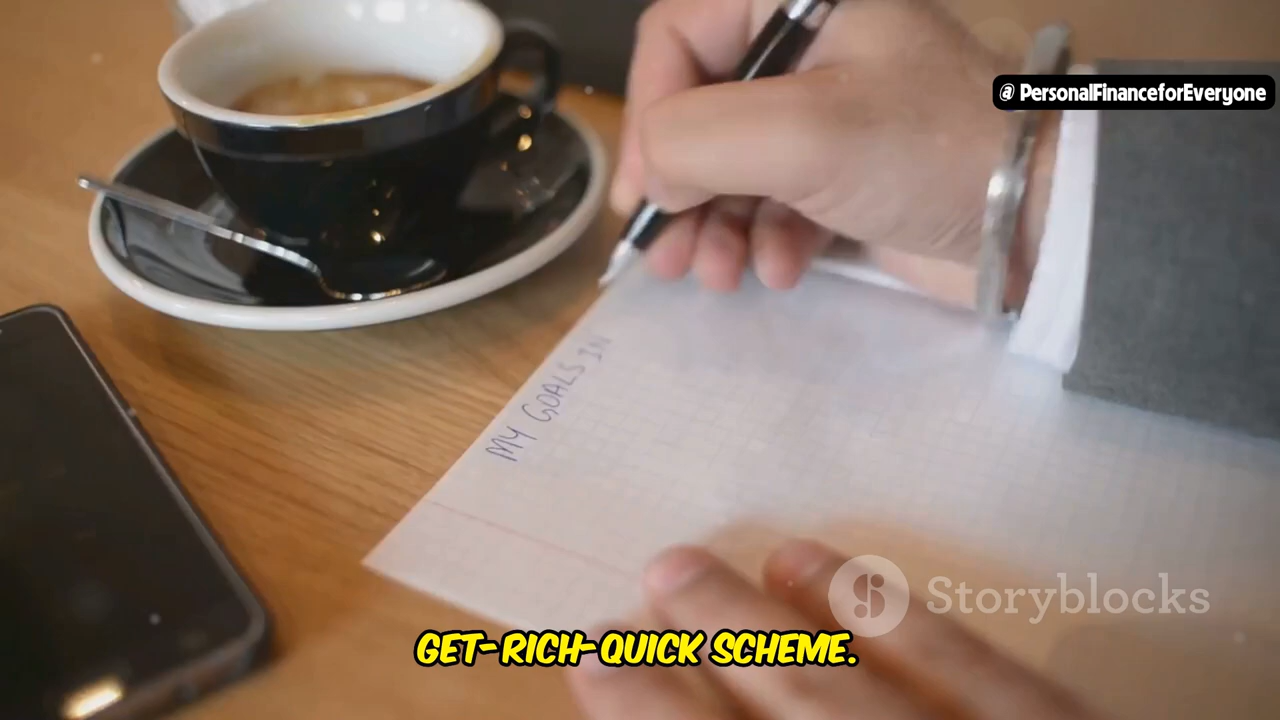 @ PersonalFinanceforEveryone
MY GOALS IN
Storyblocks
GET-RICH-QUICK SCHEME.